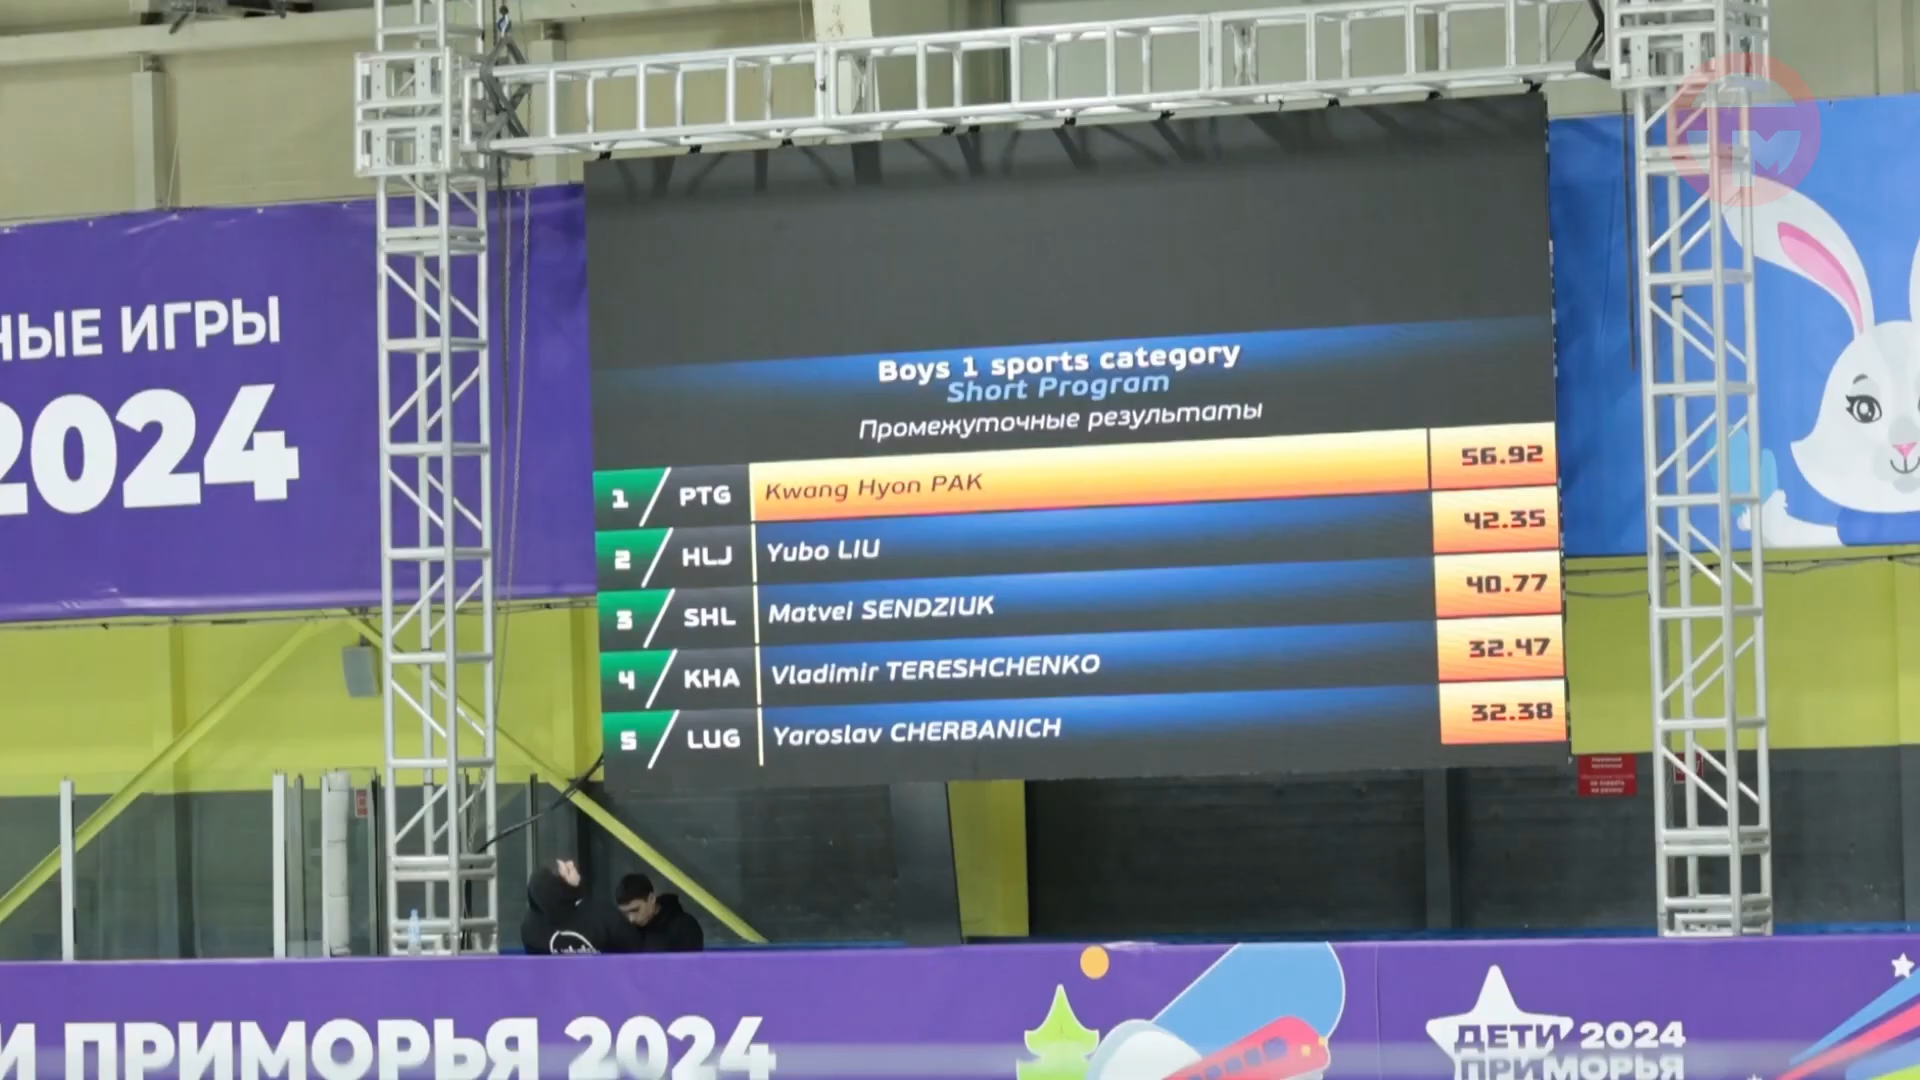 НЫЕ ИГРЫ
2024
Boys 1 sports category
Short Program
Промежуточные результаты
1 PTG Kwang Hyon PAK 56.92
2 HLJ Yubo LIU 42.35
3 SHL Matvei SENDZIUK 40.77
4 KHA Vladimir TERESHCHENKO 32.47
5 LUG Yaroslav CHERBANICH 32.38
И ПРИМОРЬЯ 2024
ДЕТИ 2024
ПРИМОРЬЯ